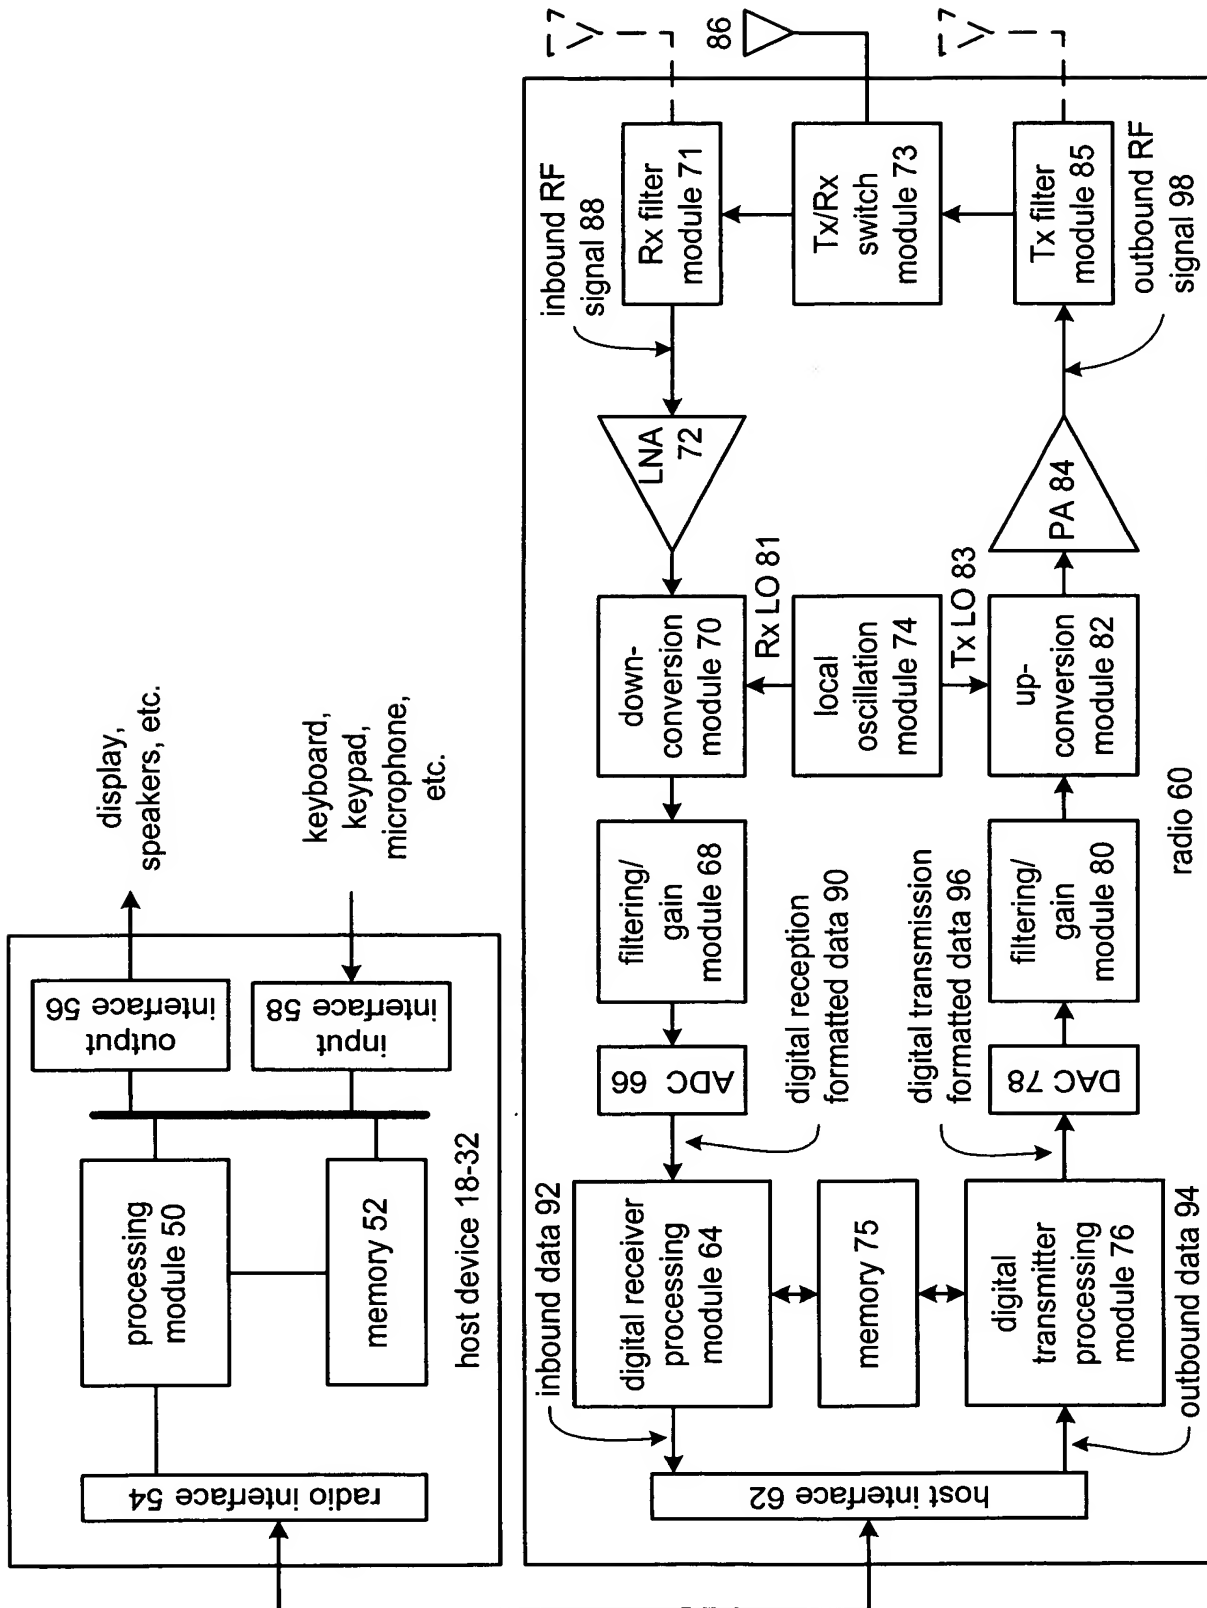 display,
speakers, etc.
keyboard,
keypad,
microphone,
etc.
output
interface 56
input
interface 58
processing
module 50
memory 52
radio interface 54
host device 18-32
86
inbound RF
signal 88
Rx filter
module 71
Tx/Rx
switch
module 73
Tx filter
module 85
outbound RF
signal 98
LNA
72
PA 84
down-
conversion
module 70
Rx LO 81
local
oscillation
module 74
Tx LO 83
up-
conversion
module 82
filtering/
gain
module 68
filtering/
gain
module 80
radio 60
ADC 66
digital reception
formatted data 90
digital transmission
formatted data 96
DAC 78
inbound data 92
digital receiver
processing
module 64
memory 75
digital
transmitter
processing
module 76
outbound data 94
host interface 62